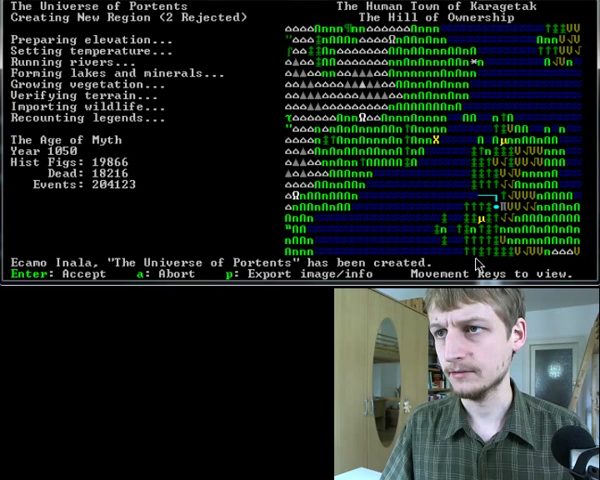 The Universe of Portents
Creating New Region (2 Rejected)
The Human Town of Karagetak
The Hill of Ownership
Preparing elevation...
Setting temperature...
Running rivers...
Forming lakes and minerals...
Growing vegetation...
Verifying terrain...
Importing wildlife...
Recounting legends...
The Age of Myth
Year 1050
Hist Figs: 19866
Dead: 18216
Events: 204123
Ecamo Inala, "The Universe of Portents" has been created.
Enter: Accept a: Abort p: Export image/info Movement Keys to view.